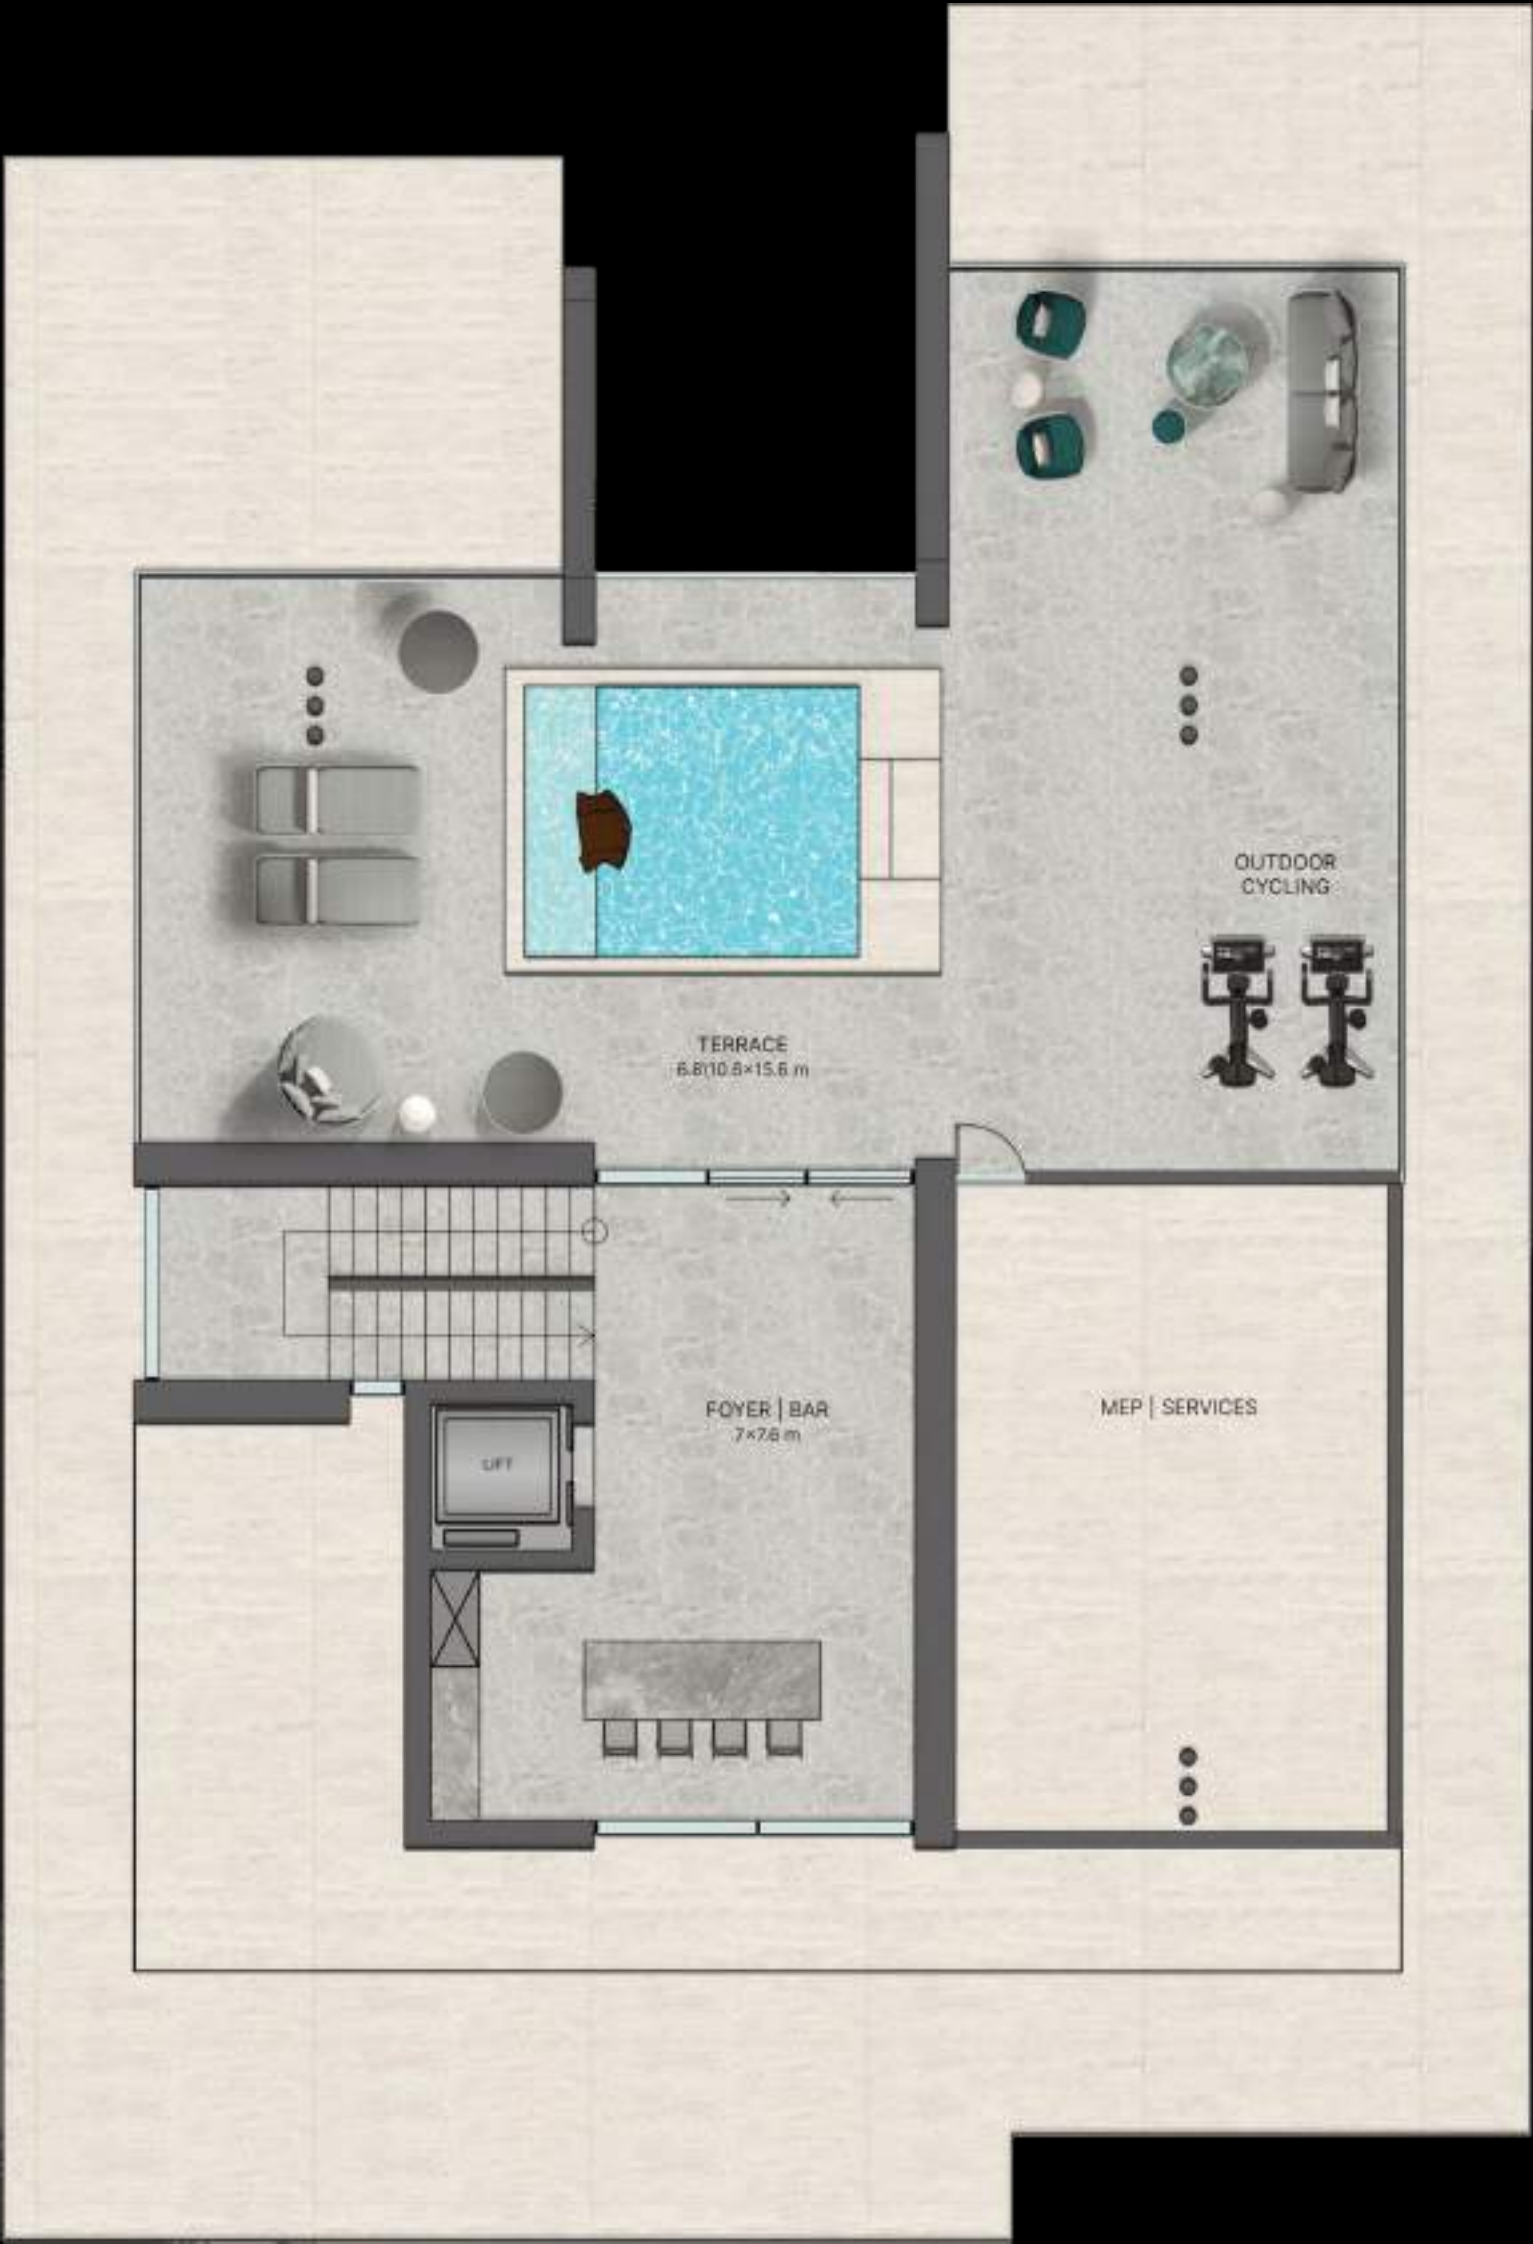 OUTDOOR
CYCLING
TERRACE
6.8\10.6×15.6 m
FOYER | BAR
7×7.6 m
MEP | SERVICES
LIFT